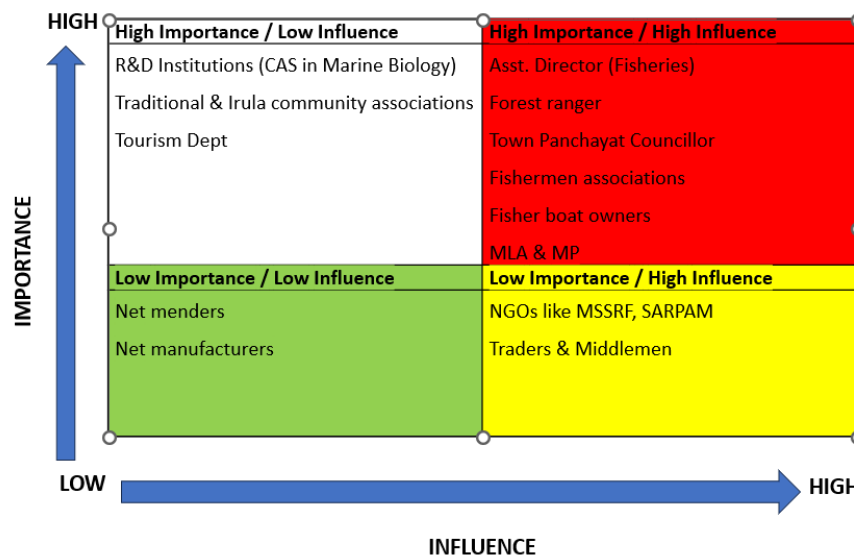 HIGH
High Importance / Low Influence
R&D Institutions (CAS in Marine Biology)
Traditional & Irula community associations
Tourism Dept
High Importance / High Influence
Asst. Director (Fisheries)
Forest ranger
Town Panchayat Councillor
Fishermen associations
Fisher boat owners
MLA & MP
IMPORTANCE
Low Importance / Low Influence
Net menders
Net manufacturers
Low Importance / High Influence
NGOs like MSSRF, SARPAM
Traders & Middlemen
LOW
HIGH
INFLUENCE